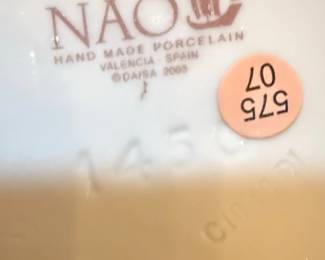 NAO
HAND MADE PORCELAIN
VALENCIA - SPAIN
©DAISA 2005
575
07